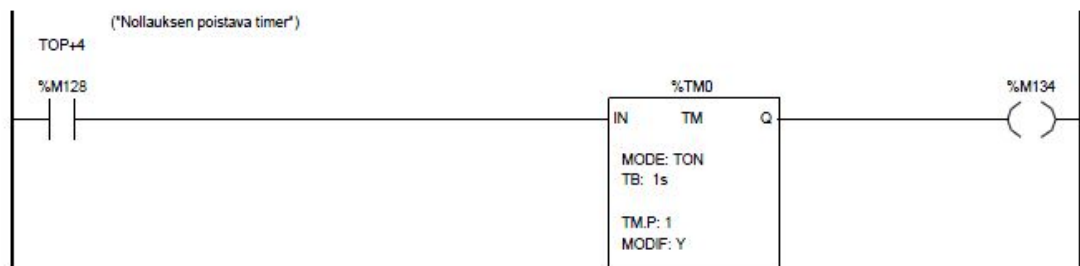 ("Nollauksen poistava timer")
TOP+4
%M128
%TM0
%M134
IN TM Q
MODE: TON
TB: 1s
TM.P: 1
MODIF: Y